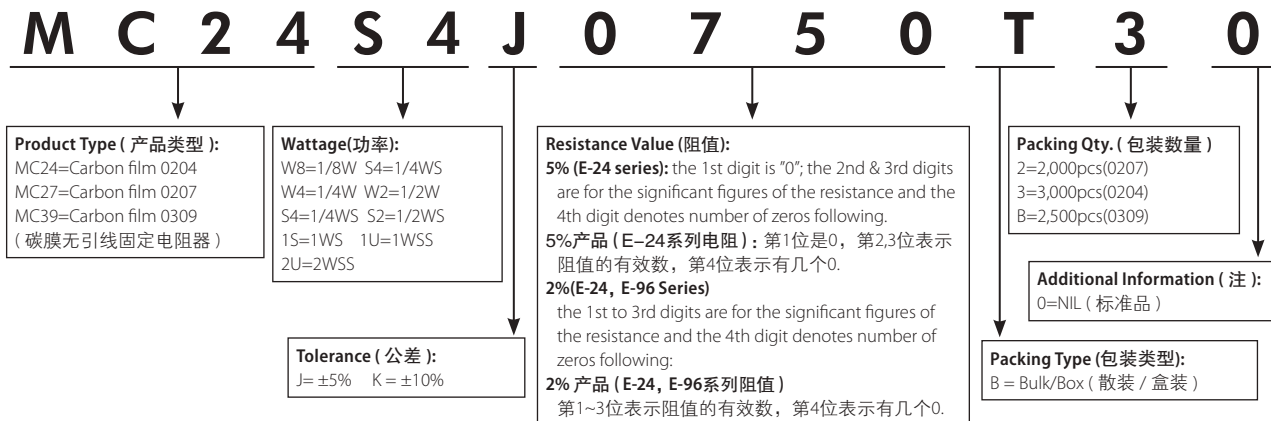 M C 2 4 S 4 J 0 7 5 0 T 3 0
Product Type ( 产品类型 ):
MC24=Carbon film 0204
MC27=Carbon film 0207
MC39=Carbon film 0309
( 碳膜无引线固定电阻器 )
Wattage(功率):
W8=1/8W S4=1/4WS
W4=1/4W W2=1/2W
S4=1/4WS S2=1/2WS
1S=1WS 1U=1WSS
2U=2WSS
Tolerance ( 公差 ):
J= ±5% K = ±10%
Resistance Value (阻值):
5% (E-24 series): the 1st digit is "0"; the 2nd & 3rd digits
are for the significant figures of the resistance and the
4th digit denotes number of zeros following.
5%产品 ( E–24系列电阻 ) : 第1位是0，第2,3位表示
阻值的有效数，第4位表示有几个0.
2%(E-24, E-96 Series)
the 1st to 3rd digits are for the significant figures of
the resistance and the 4th digit denotes number of
zeros following:
2% 产品 ( E-24, E-96系列阻值 )
第1~3位表示阻值的有效数，第4位表示有几个0.
Packing Qty. ( 包装数量 )
2=2,000pcs(0207)
3=3,000pcs(0204)
B=2,500pcs(0309)
Additional Information ( 注 ):
0=NIL ( 标准品 )
Packing Type (包装类型):
B = Bulk/Box ( 散装 / 盒装 )